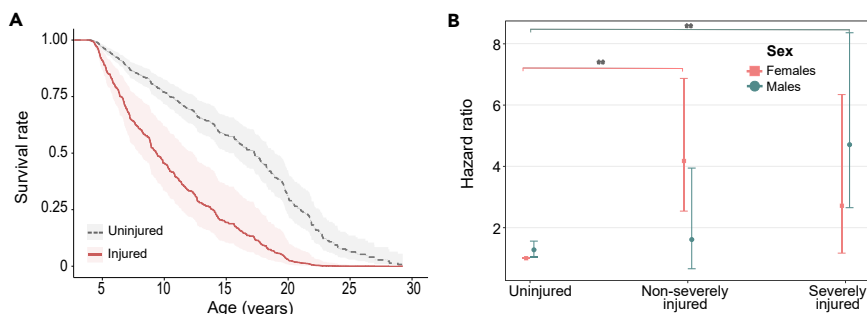 A
Survival rate
1.00
0.75
0.5
0.25
0
Uninjured
Injured
5
10
15
20
25
30
Age (years)
B
Hazard ratio
8
6
4
2
**
**
Sex
Females
Males
Uninjured
Non-severely
injured
Severely
injured